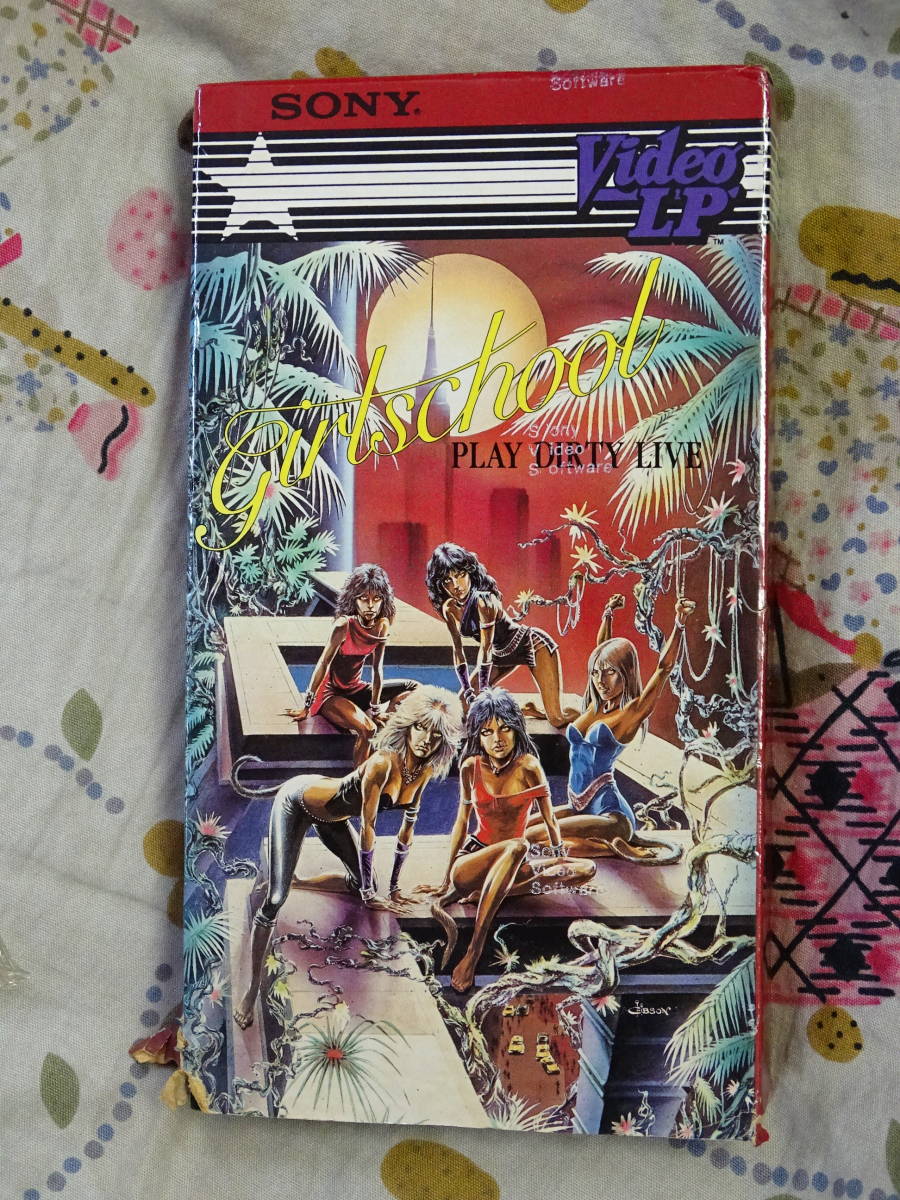 Software
SONY.
Video
LP
TM
Girlschool
PLAY DIRTY LIVE
Sony
Video
Software
Sony
Video
Software
GIBSON